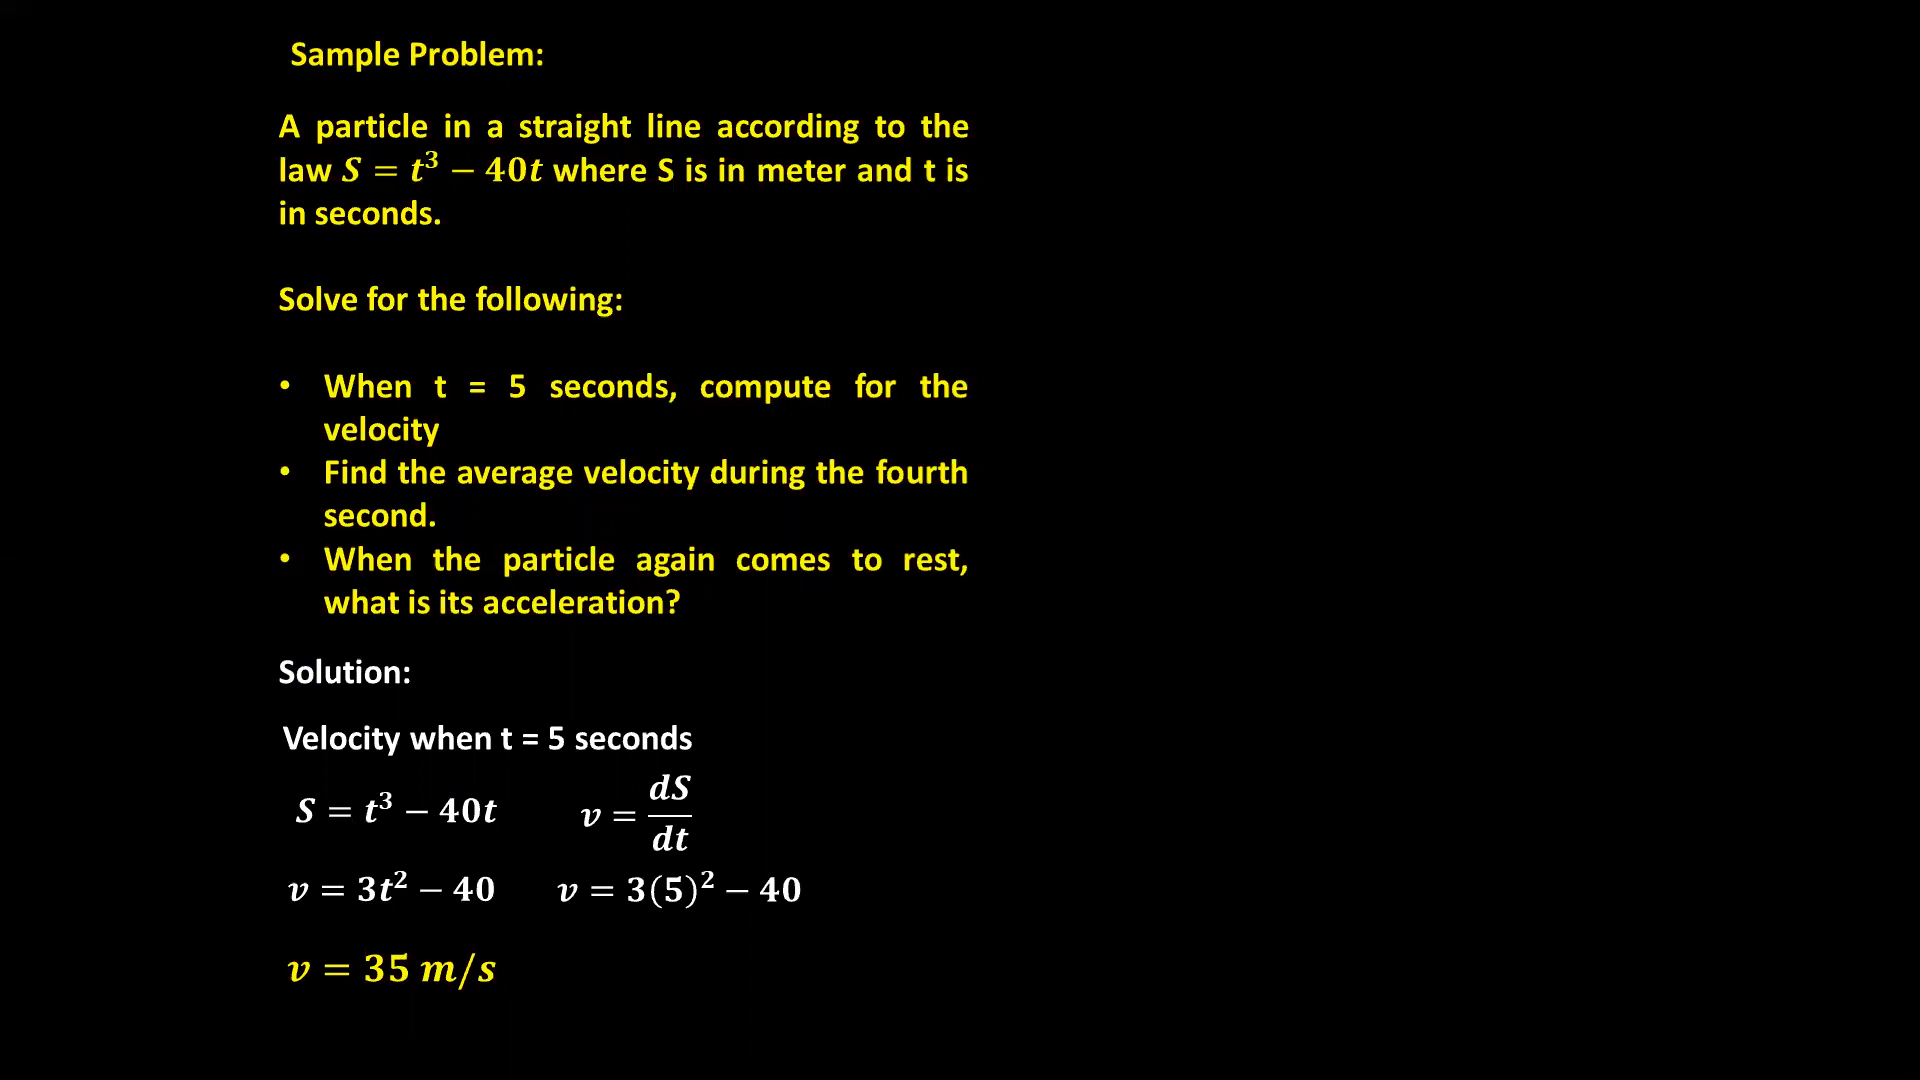 Sample Problem:
A particle in a straight line according to the
law S = t³ − 40t where S is in meter and t is
in seconds.
Solve for the following:
• When t = 5 seconds, compute for the
velocity
• Find the average velocity during the fourth
second.
• When the particle again comes to rest,
what is its acceleration?
Solution:
Velocity when t = 5 seconds
S = t³ − 40t    v = dS/dt
v = 3t² − 40    v = 3(5)² − 40
v = 35 m/s